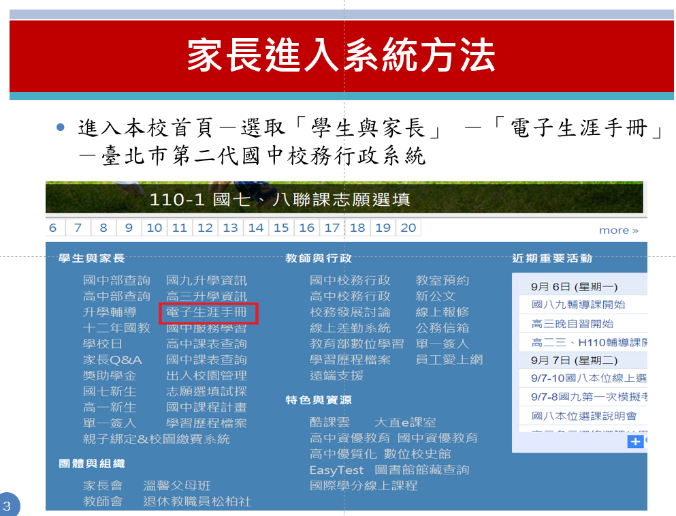 家長進入系統方法
進入本校首頁－選取「學生與家長」 －「電子生涯手冊」
－臺北市第二代國中校務行政系統
110-1 國七、八聯課志願選填
6 7 8 9 10 11 12 13 14 15 16 17 18 19 20
more »
學生與家長
國中部查詢 國九升學資訊
高中部查詢 高三升學資訊
升學輔導 電子生涯手冊
十二年國教 國中服務學習
學校日 高中課表查詢
家長Q&A 國中課表查詢
獎助學金 出入校園管理
國七新生 志願選填試探
高一新生 國中課程計畫
單一簽入 學習歷程檔案
親子綁定&校園繳費系統
團體與組織
家長會 溫馨父母班
教師會 退休教職員松柏社
教師與行政
國中校務行政 教室預約
高中校務行政 新公文
校務發展討論 線上報修
線上差勤系統 公務信箱
教育部數位學習 單一簽入
學習歷程檔案 員工愛上網
遠端支援
特色與資源
酷課雲 大直e課室
高中資優教育 國中資優教育
高中優質化 數位校史館
EasyTest 圖書館館藏查詢
國際學分線上課程
近期重要活動
9月 6日 (星期一)
國八九輔導課開始
高三晚自習開始
高二三、H110輔導課
9月 7日 (星期二)
9/7-10國八本位線上選
9/7-8國九第一次模擬
國八本位選課說明會
3